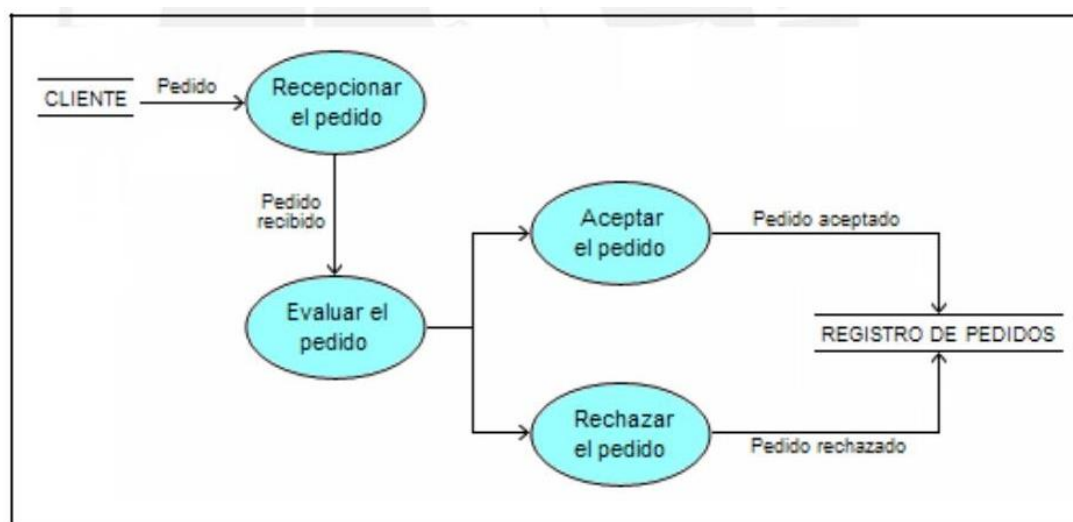 CLIENTE
Pedido
Recepcionar
el pedido
Pedido
recibido
Evaluar el
pedido
Aceptar
el pedido
Pedido aceptado
REGISTRO DE PEDIDOS
Rechazar
el pedido
Pedido rechazado